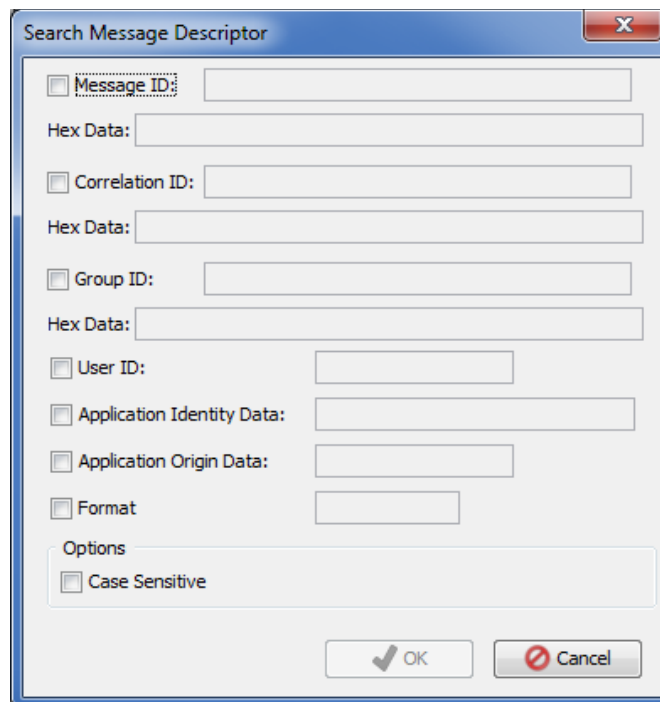 Search Message Descriptor
Message ID:
Hex Data:
Correlation ID:
Hex Data:
Group ID:
Hex Data:
User ID:
Application Identity Data:
Application Origin Data:
Format
Options
Case Sensitive
OK
Cancel